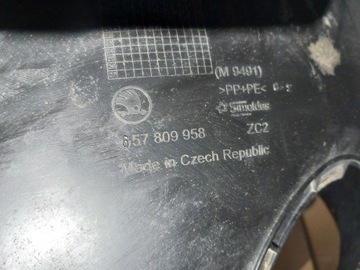 (M 9491)
>PP+PE<
Simoldes
657 809 958
ZC2
Made in Czech Republic